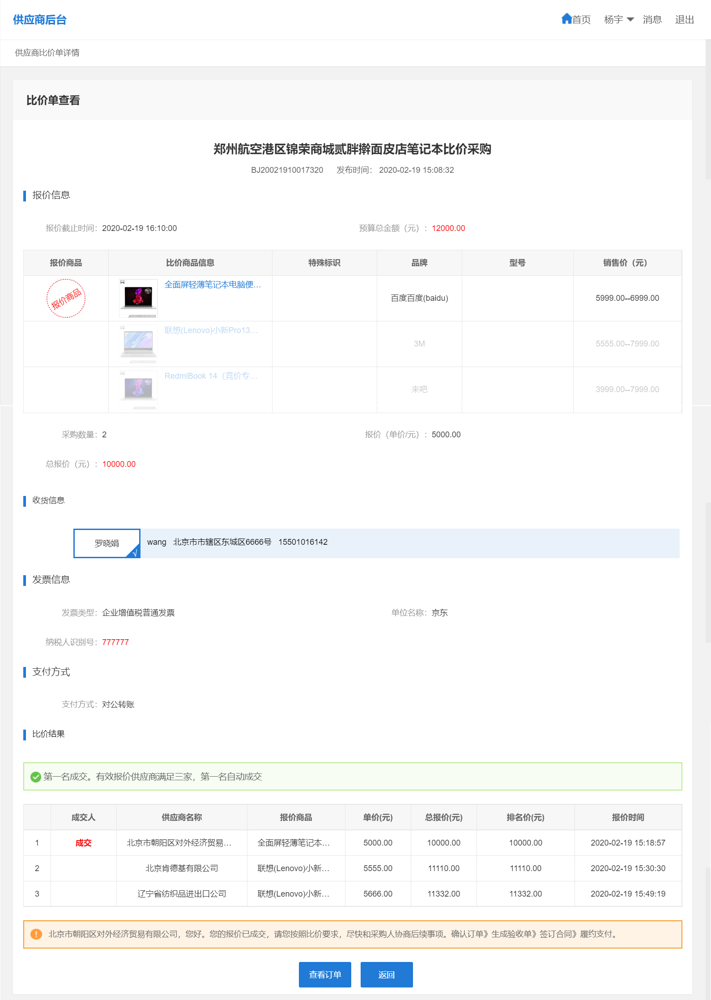 供应商后台
首页 杨宇 消息 退出
供应商比价单详情
比价单查看
郑州航空港区锦荣商城贰胖擀面皮店笔记本比价采购
BJ20021910017320 发布时间： 2020-02-19 15:08:32
报价信息
报价截止时间： 2020-02-19 16:10:00 预算总金额（元）： 12000.00
报价商品 比价商品信息 特殊标识 品牌 型号 销售价（元）
报价商品 全面屏轻薄笔记本电脑便... 百度百度(baidu) 5999.00--6999.00
联想(Lenovo)小新Pro13... 3M 5555.00--7999.00
RedmiBook 14（竞价专... 来吧 3999.00--7999.00
采购数量： 2 报价（单价/元）： 5000.00
总报价（元）： 10000.00
收货信息
罗晓娟 √ wang 北京市市辖区东城区6666号 15501016142
发票信息
发票类型： 企业增值税普通发票 单位名称： 京东
纳税人识别号： 777777
支付方式
支付方式： 对公转账
比价结果
第一名成交。有效报价供应商满足三家，第一名自动成交
成交人 供应商名称 报价商品 单价(元) 总报价(元) 排名价(元) 报价时间
1 成交 北京市朝阳区对外经济贸易... 全面屏轻薄笔记本... 5000.00 10000.00 10000.00 2020-02-19 15:18:57
2 北京肯德基有限公司 联想(Lenovo)小新... 5555.00 11110.00 11110.00 2020-02-19 15:30:30
3 辽宁省纺织品进出口公司 联想(Lenovo)小新... 5666.00 11332.00 11332.00 2020-02-19 15:49:19
北京市朝阳区对外经济贸易有限公司，您好。您的报价已成交，请您按照比价要求，尽快和采购人协商后续事项。确认订单》生成验收单》签订合同》履约支付。
查看订单 返回